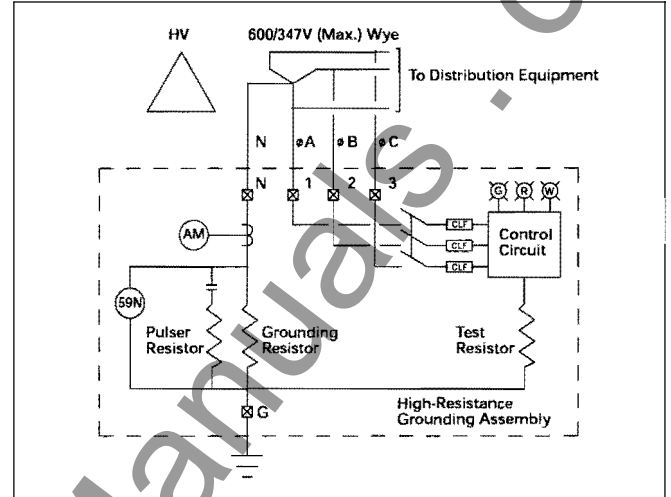 HV
600/347V (Max.) Wye
To Distribution Equipment
N
øA
øB
øC
N
1
2
3
G
R
W
AM
CLF
CLF
CLF
Control
Circuit
59N
Pulser
Resistor
Grounding
Resistor
Test
Resistor
G
High-Resistance
Grounding Assembly